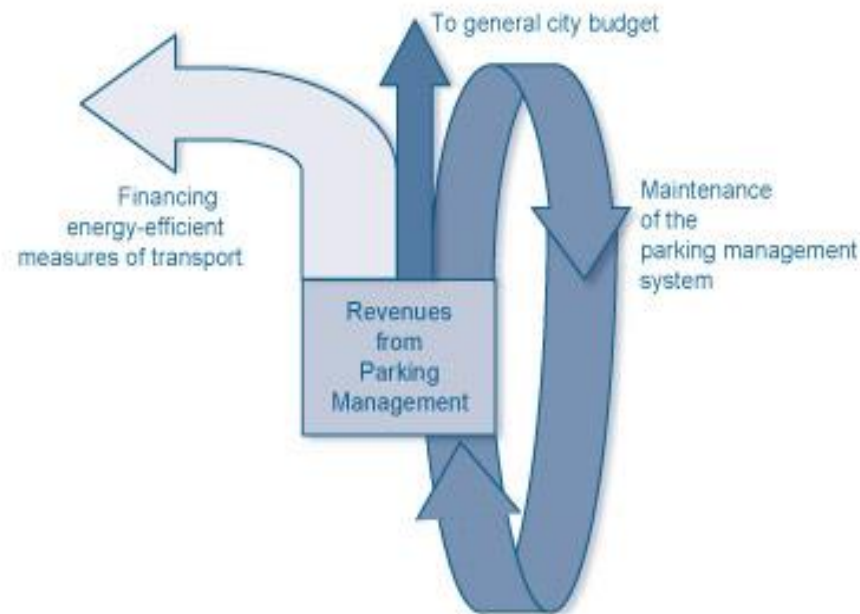 To general city budget
Financing
energy-efficient
measures of transport
Maintenance
of the
parking management
system
Revenues
from
Parking
Management